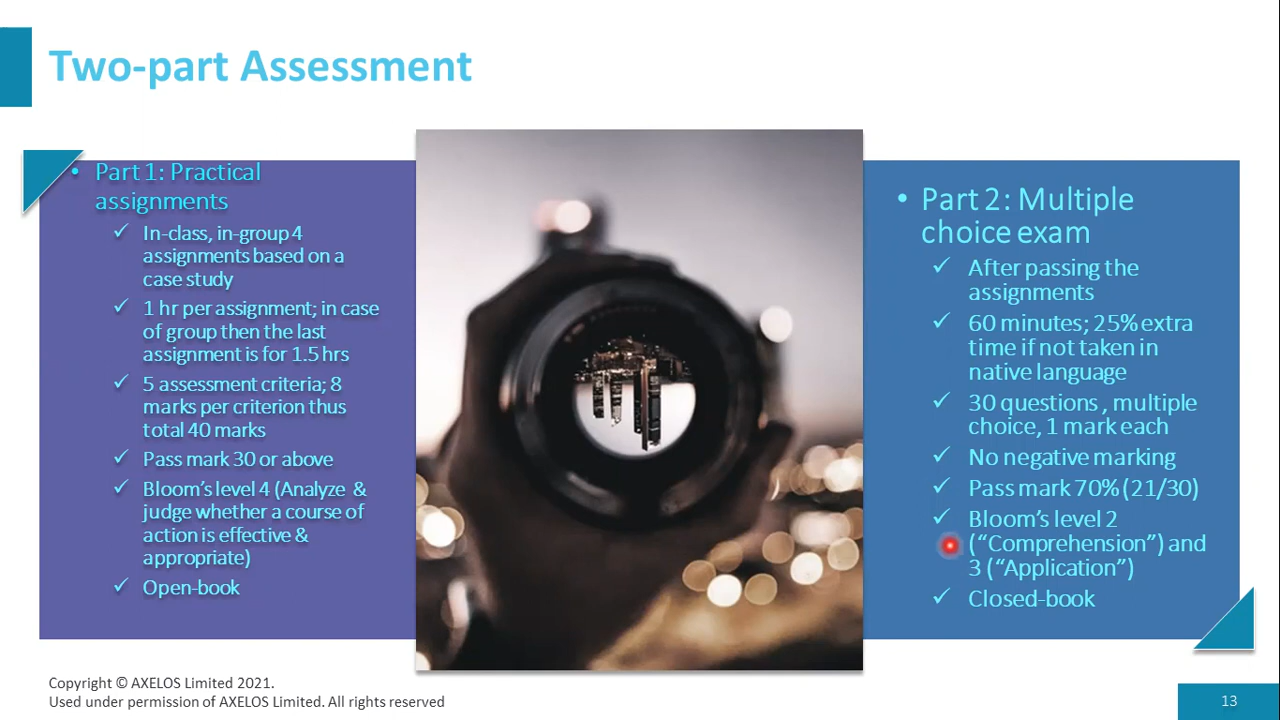 Two-part Assessment
• Part 1: Practical
assignments
✓ In-class, in-group 4
assignments based on a
case study
✓ 1 hr per assignment; in case
of group then the last
assignment is for 1.5 hrs
✓ 5 assessment criteria; 8
marks per criterion thus
total 40 marks
✓ Pass mark 30 or above
✓ Bloom's level 4 (Analyze &
judge whether a course of
action is effective &
appropriate)
✓ Open-book
• Part 2: Multiple
choice exam
✓ After passing the
assignments
✓ 60 minutes; 25% extra
time if not taken in
native language
✓ 30 questions , multiple
choice, 1 mark each
✓ No negative marking
✓ Pass mark 70% (21/30)
✓ Bloom's level 2
(“Comprehension”) and
3 (“Application”)
✓ Closed-book
Copyright © AXELOS Limited 2021.
Used under permission of AXELOS Limited. All rights reserved
13